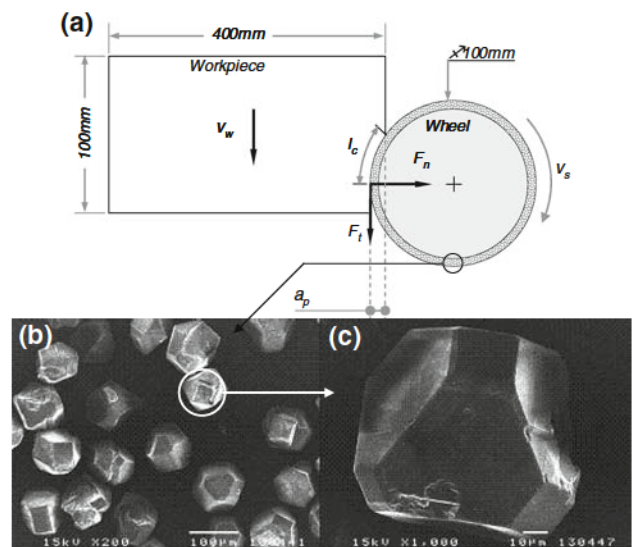 (a)
400mm
Workpiece
100mm
100mm
Wheel
v_w
l_c
F_n
v_s
F_t
a_p
(b)
(c)
15kV X200 100μm
15kV X1,000 10μm 130447